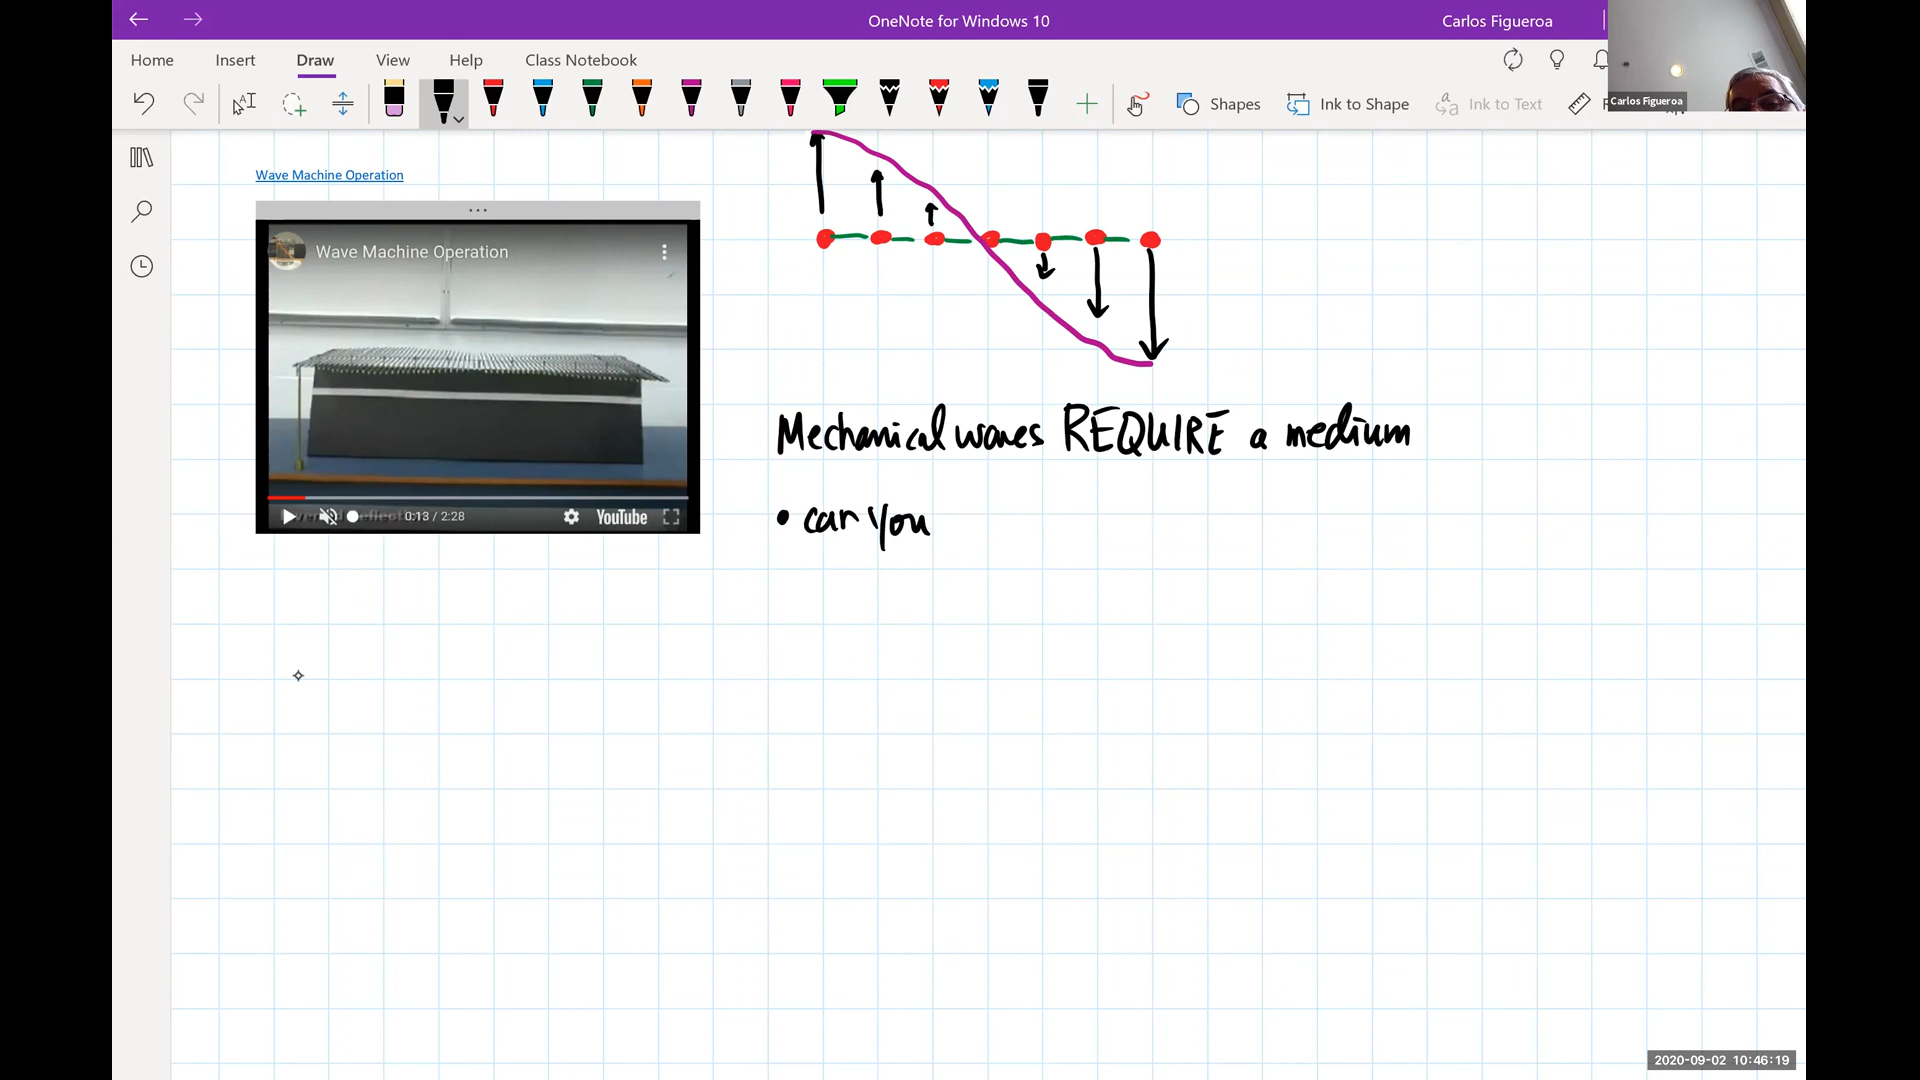 OneNote for Windows 10
Carlos Figueroa
Home Insert Draw View Help Class Notebook
Shapes Ink to Shape Ink to Text
Carlos Figueroa
Wave Machine Operation
Wave Machine Operation
0:13 / 2:28 YouTube
Mechanical waves REQUIRE a medium
• can you
2020-09-02 10:46:19